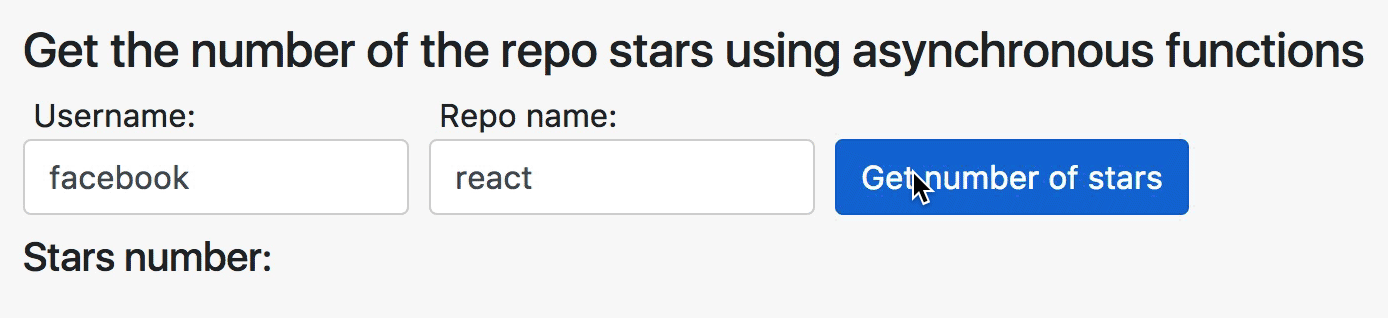 Get the number of the repo stars using asynchronous functions
Username:
Repo name:
facebook
react
Get number of stars
Stars number: